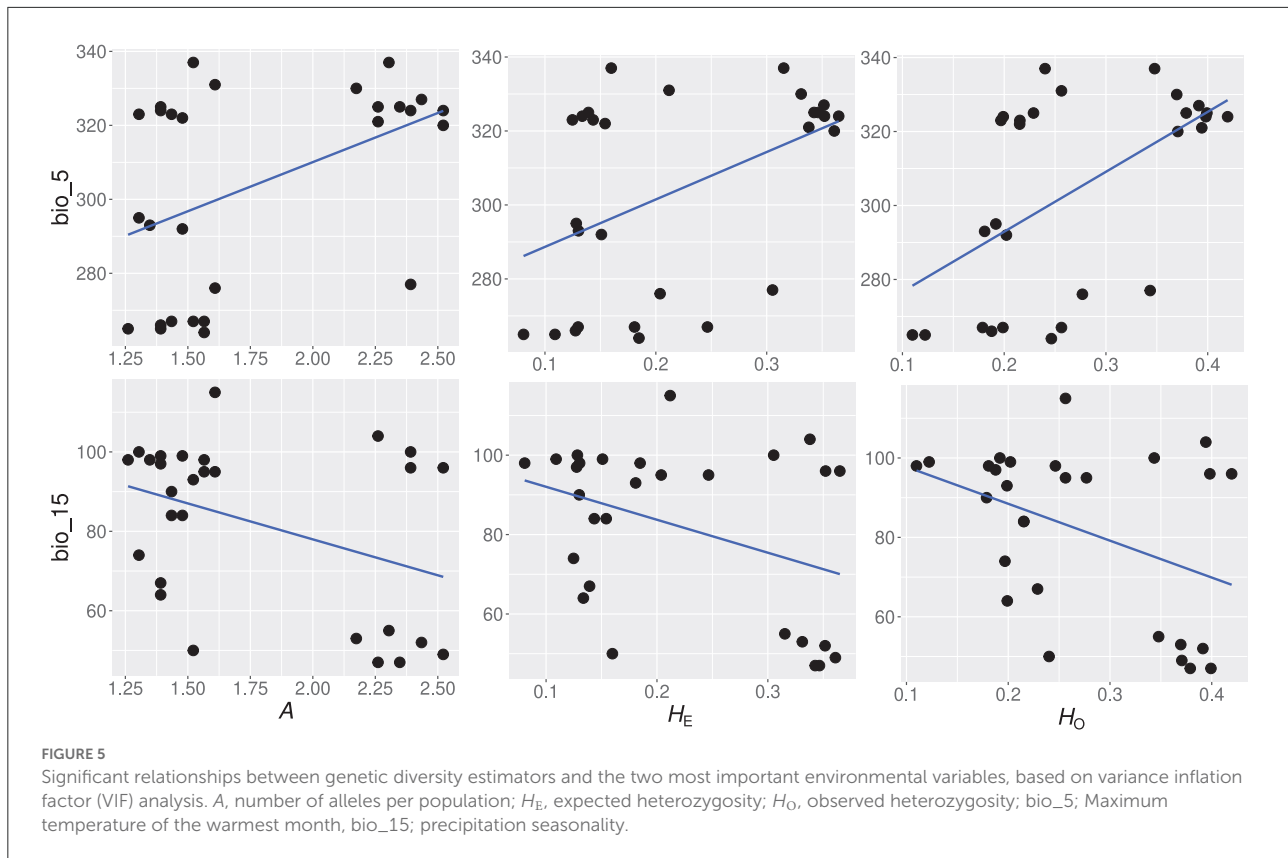 340
320
300
280
bio_5
1.25 1.50 1.75 2.00 2.25 2.50
340
320
300
280
0.1 0.2 0.3
340
320
300
280
0.1 0.2 0.3 0.4
100
80
60
bio_15
1.25 1.50 1.75 2.00 2.25 2.50
A
100
80
60
0.1 0.2 0.3
HE
100
80
60
0.1 0.2 0.3 0.4
HO
FIGURE 5
Significant relationships between genetic diversity estimators and the two most important environmental variables, based on variance inflation
factor (VIF) analysis. A, number of alleles per population; HE, expected heterozygosity; HO, observed heterozygosity; bio_5; Maximum
temperature of the warmest month, bio_15; precipitation seasonality.